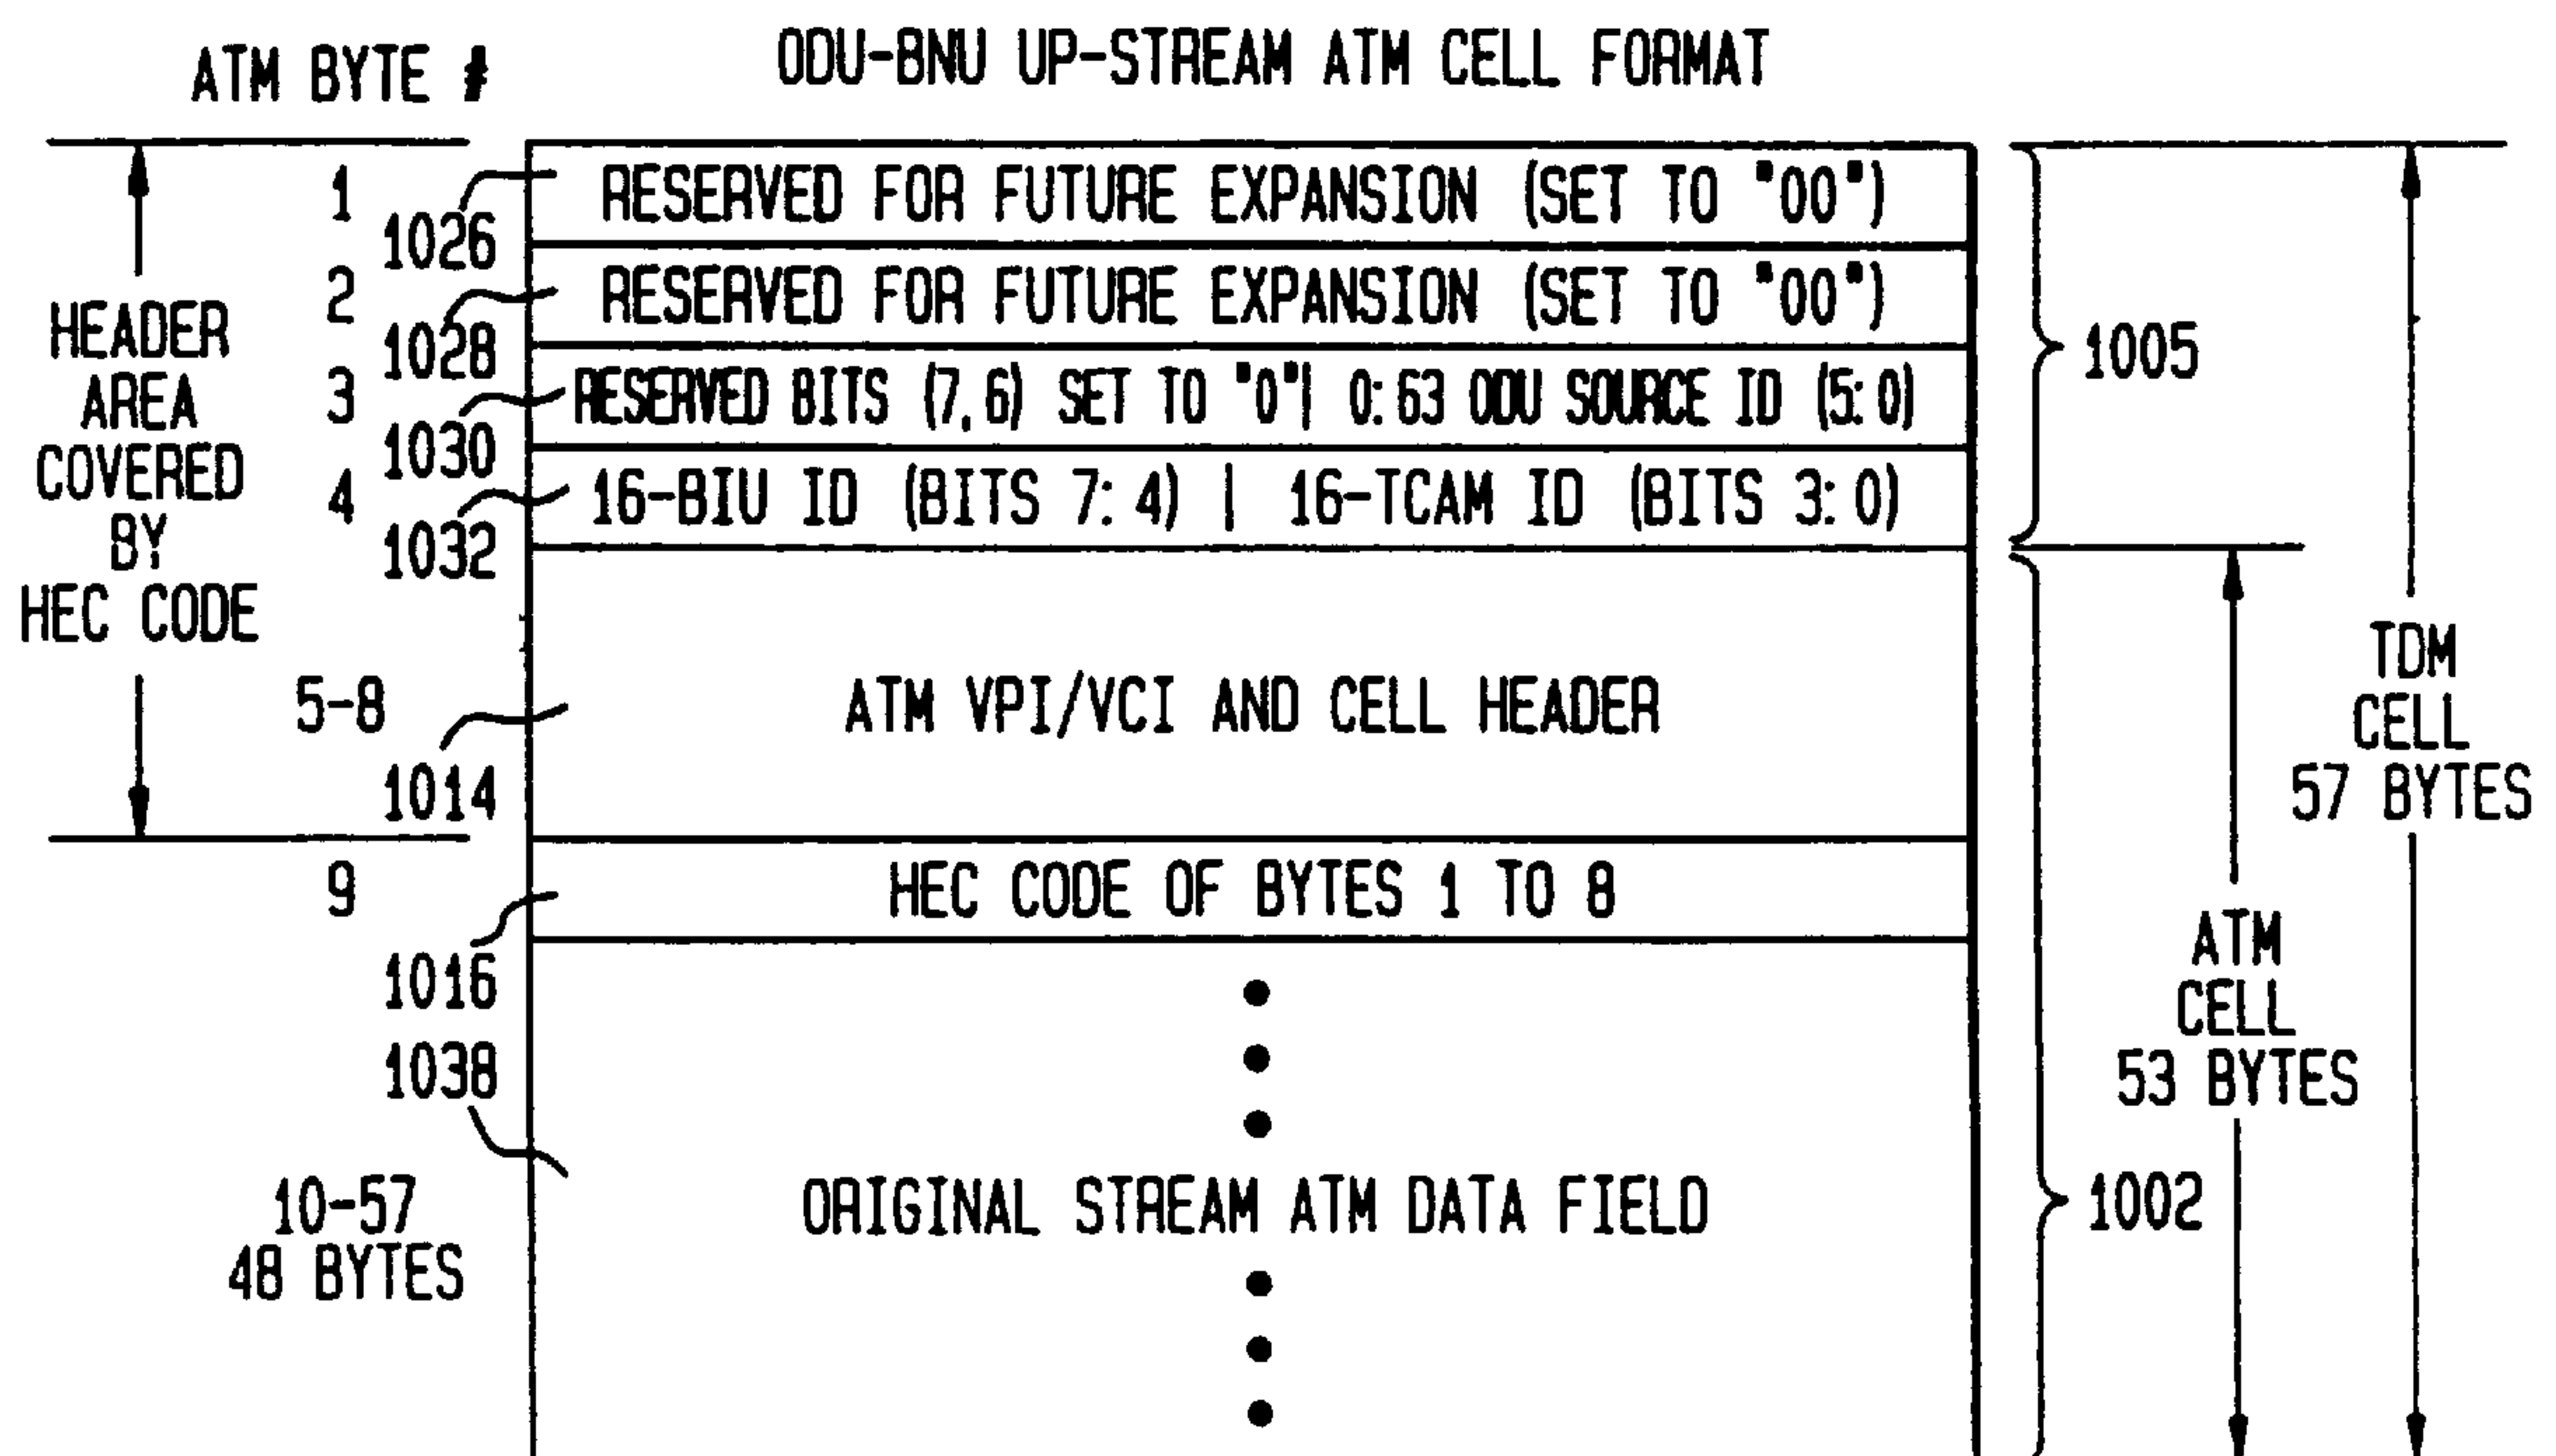 ODU-BNU UP-STREAM ATM CELL FORMAT
ATM BYTE #
1
1026
RESERVED FOR FUTURE EXPANSION (SET TO "00")
2
1028
RESERVED FOR FUTURE EXPANSION (SET TO "00")
3
1030
RESERVED BITS (7,6) SET TO "0"| 0:63 ODU SOURCE ID (5:0)
4
1032
16-BIU ID (BITS 7:4) | 16-TCAM ID (BITS 3:0)
HEADER
AREA
COVERED
BY
HEC CODE
1005
5-8
1014
ATM VPI/VCI AND CELL HEADER
TDM
CELL
57 BYTES
9
1016
HEC CODE OF BYTES 1 TO 8
ATM
CELL
53 BYTES
1038
10-57
48 BYTES
ORIGINAL STREAM ATM DATA FIELD
1002